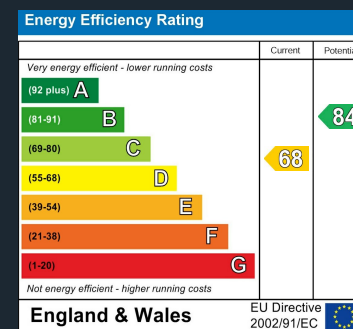 Energy Efficiency Rating
Current
Very energy efficient - lower running costs
(92 plus) A
(81-91) B
84
(69-80) C
68
(55-68) D
(39-54) E
(21-38) F
(1-20) G
Not energy efficient - higher running costs
England & Wales
EU Directive
2002/91/EC